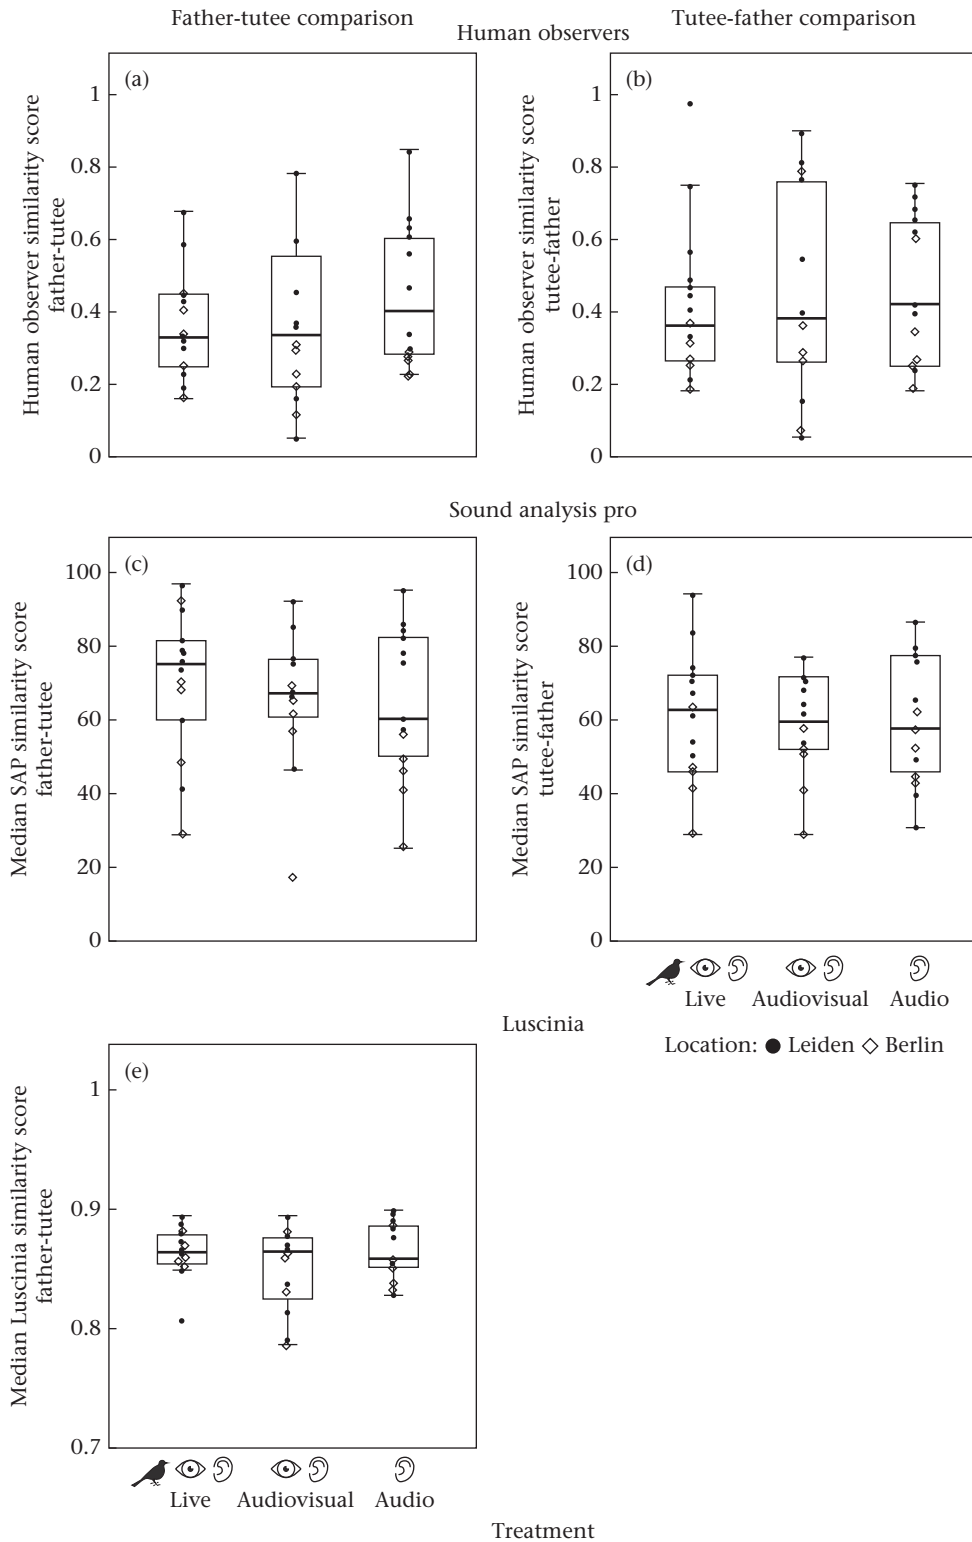 Father-tutee comparison
Tutee-father comparison
Human observers
(a)
Human observer similarity score
father-tutee
1
0.8
0.6
0.4
0.2
0
(b)
Human observer similarity score
tutee-father
1
0.8
0.6
0.4
0.2
0
Sound analysis pro
(c)
Median SAP similarity score
father-tutee
100
80
60
40
20
0
(d)
Median SAP similarity score
tutee-father
100
80
60
40
20
0
Live Audiovisual Audio
Location: Leiden Berlin
Luscinia
(e)
Median Luscinia similarity score
father-tutee
1
0.9
0.8
0.7
Live Audiovisual Audio
Treatment